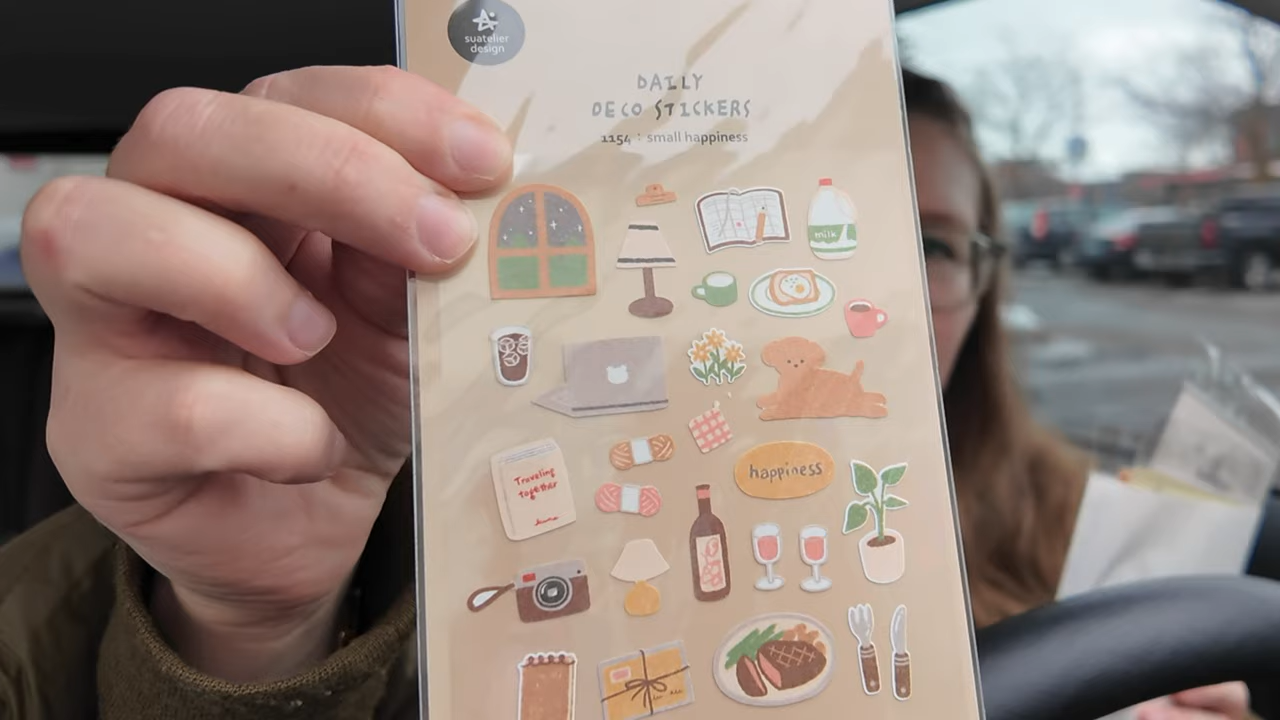 suatelier
design
DAILY
DECO STICKERS
1154 : small happiness
milk
happiness
Traveling
together